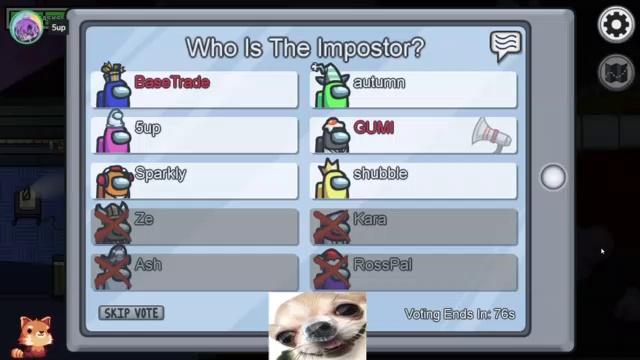 5up
Who Is The Impostor?
BaseTrade
autumn
5up
GUMI
Sparkly
shubble
Ze
Kara
Ash
RossPal
SKIP VOTE
Voting Ends In: 76s